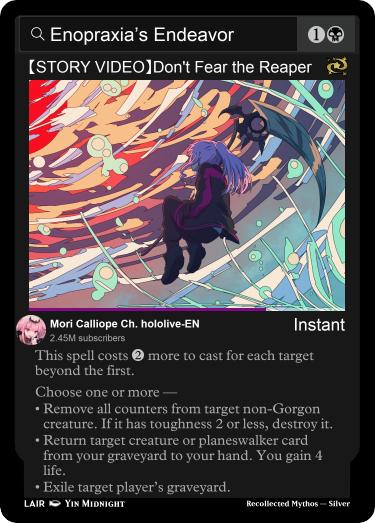 Enopraxia's Endeavor
1
【STORY VIDEO】Don't Fear the Reaper
Mori Calliope Ch. hololive-EN
2.45M subscribers
Instant
This spell costs 2 more to cast for each target
beyond the first.
Choose one or more —
• Remove all counters from target non-Gorgon
creature. If it has toughness 2 or less, destroy it.
• Return target creature or planeswalker card
from your graveyard to your hand. You gain 4
life.
• Exile target player's graveyard.
LAIR Yin Midnight
Recollected Mythos — Silver